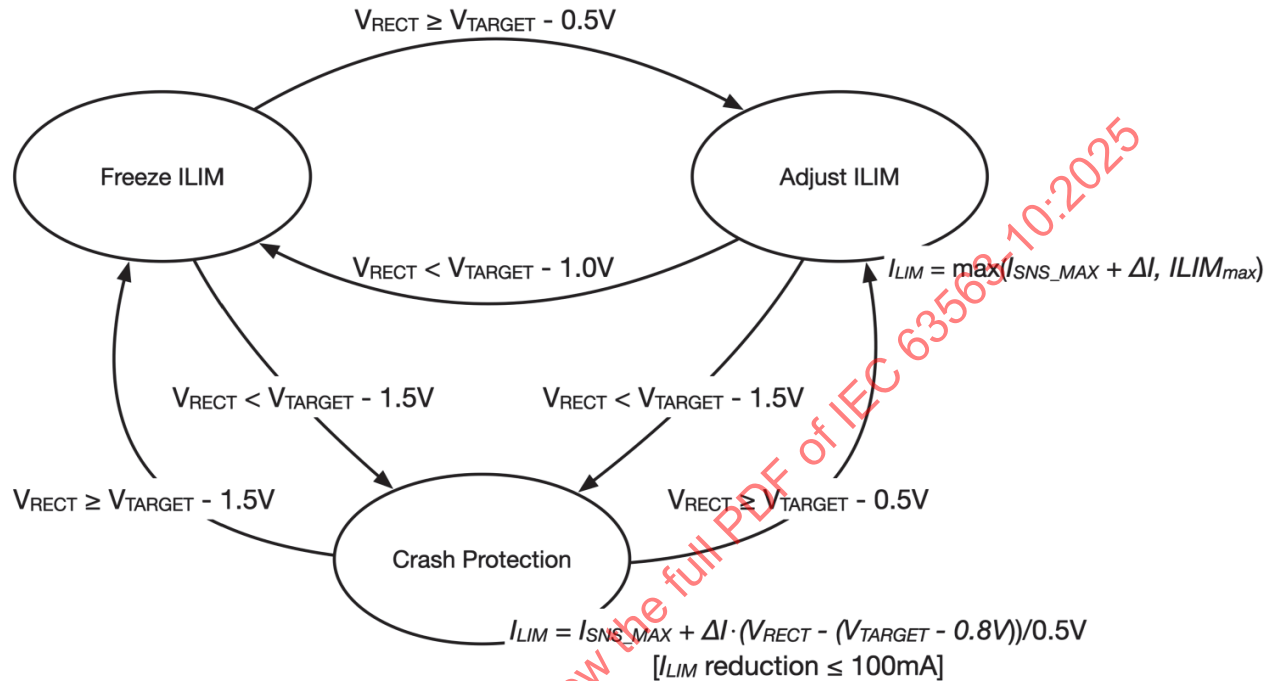 VRECT ≥ VTARGET - 0.5V
Freeze ILIM
Adjust ILIM
VRECT < VTARGET - 1.0V
ILIM = max(ISNS_MAX + ΔI, ILIMmax)
VRECT < VTARGET - 1.5V
VRECT < VTARGET - 1.5V
VRECT ≥ VTARGET - 1.5V
VRECT ≥ VTARGET - 0.5V
Crash Protection
ILIM = ISNS_MAX + ΔI·(VRECT - (VTARGET - 0.8V))/0.5V
[ILIM reduction ≤ 100mA]
w the full PDF of IEC 63563-10:2025